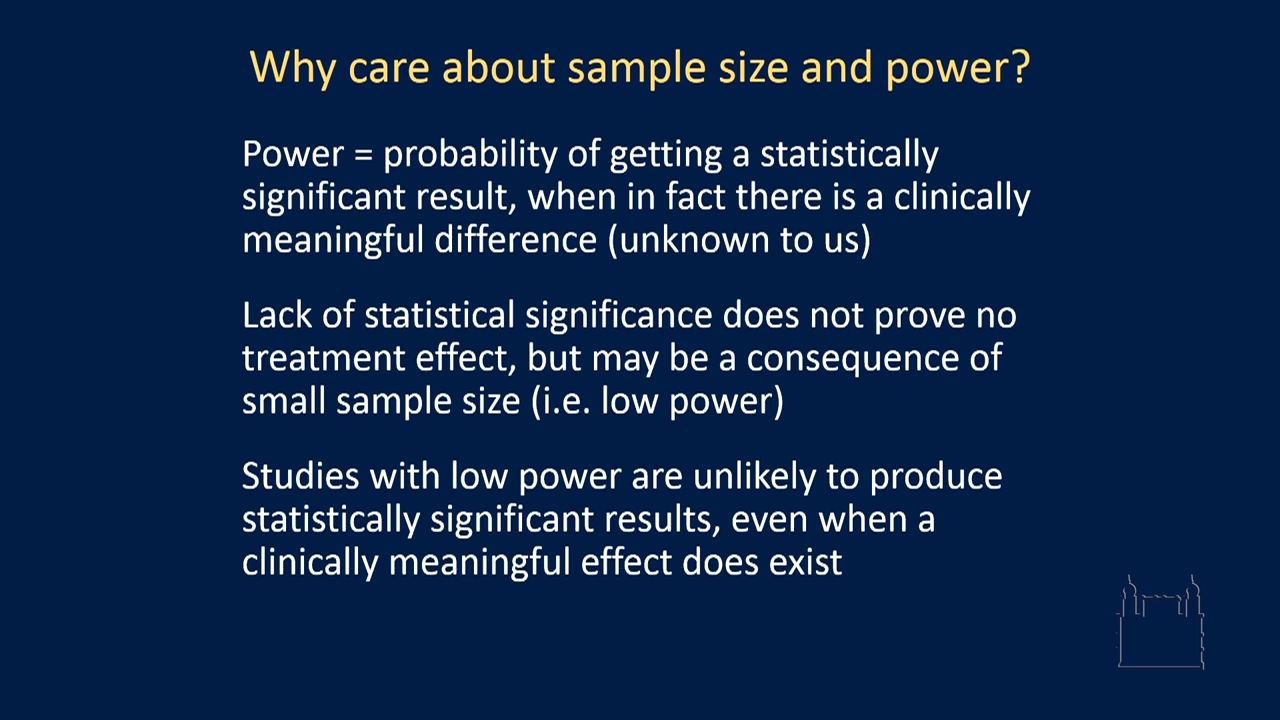 Why care about sample size and power?
Power = probability of getting a statistically
significant result, when in fact there is a clinically
meaningful difference (unknown to us)
Lack of statistical significance does not prove no
treatment effect, but may be a consequence of
small sample size (i.e. low power)
Studies with low power are unlikely to produce
statistically significant results, even when a
clinically meaningful effect does exist